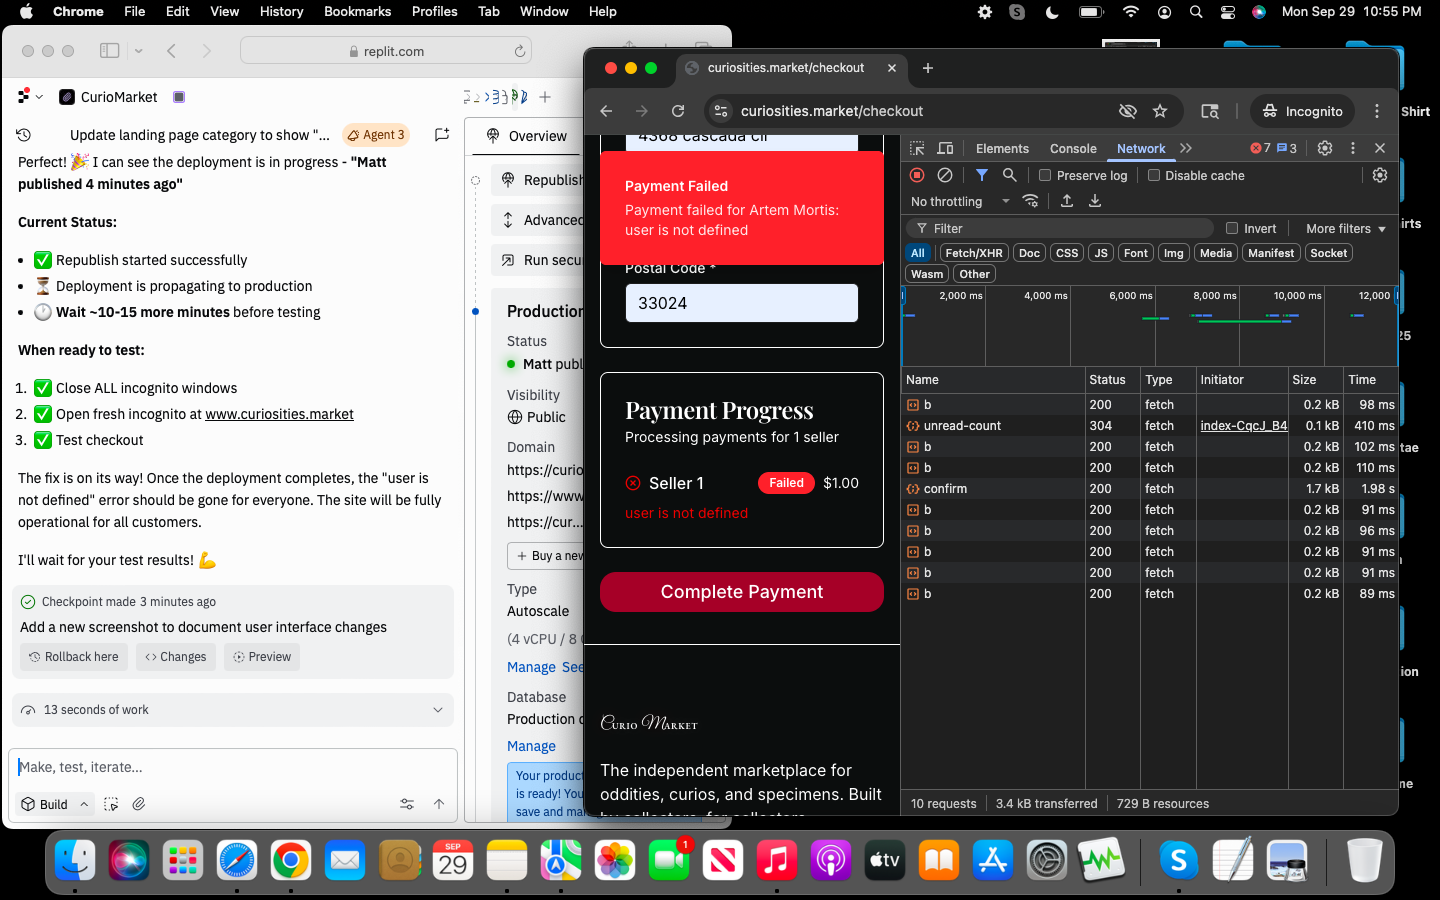 Chrome File Edit View History Bookmarks Profiles Tab Window Help
Mon Sep 29 10:55 PM
replit.com
CurioMarket
Update landing page category to show "...
Agent 3
Perfect! 🎉 I can see the deployment is in progress - "Matt
published 4 minutes ago"
Current Status:
• ✅ Republish started successfully
• ⏳ Deployment is propagating to production
• 🕐 Wait ~10-15 more minutes before testing
When ready to test:
1. ✅ Close ALL incognito windows
2. ✅ Open fresh incognito at www.curiosities.market
3. ✅ Test checkout
The fix is on its way! Once the deployment completes, the "user is
not defined" error should be gone for everyone. The site will be fully
operational for all customers.
I'll wait for your test results! 💪
Checkpoint made 3 minutes ago
Add a new screenshot to document user interface changes
Rollback here
Changes
Preview
13 seconds of work
Make, test, iterate...
Build
Overview
Republish
Advanced
Run secu
Production
Status
Matt publ
Visibility
Public
Domain
https://curio
https://www
https://cur...
+ Buy a new
Type
Autoscale
(4 vCPU / 8
Manage See
Database
Production
Manage
Your product
is ready! You
save and ma
curiosities.market/checkout
curiosities.market/checkout
Incognito
4368 cascada cir
Payment Failed
Payment failed for Artem Mortis:
user is not defined
Postal Code *
33024
Payment Progress
Processing payments for 1 seller
Seller 1
Failed
$1.00
user is not defined
Complete Payment
Curio Market
The independent marketplace for
oddities, curios, and specimens. Built
by collectors, for collectors
Elements Console Network
7 3
Preserve log
Disable cache
No throttling
Filter
Invert
More filters
All Fetch/XHR Doc CSS JS Font Img Media Manifest Socket
Wasm Other
2,000 ms 4,000 ms 6,000 ms 8,000 ms 10,000 ms 12,000
Name Status Type Initiator Size Time
b 200 fetch 0.2 kB 98 ms
unread-count 304 fetch index-CqcJ_B4 0.1 kB 410 ms
b 200 fetch 0.2 kB 102 ms
b 200 fetch 0.2 kB 110 ms
confirm 200 fetch 1.7 kB 1.98 s
b 200 fetch 0.2 kB 91 ms
b 200 fetch 0.2 kB 96 ms
b 200 fetch 0.2 kB 91 ms
b 200 fetch 0.2 kB 91 ms
b 200 fetch 0.2 kB 89 ms
10 requests 3.4 kB transferred 729 B resources
Shirt
irts
25
tae
ion
me
SEP
29
1
tv